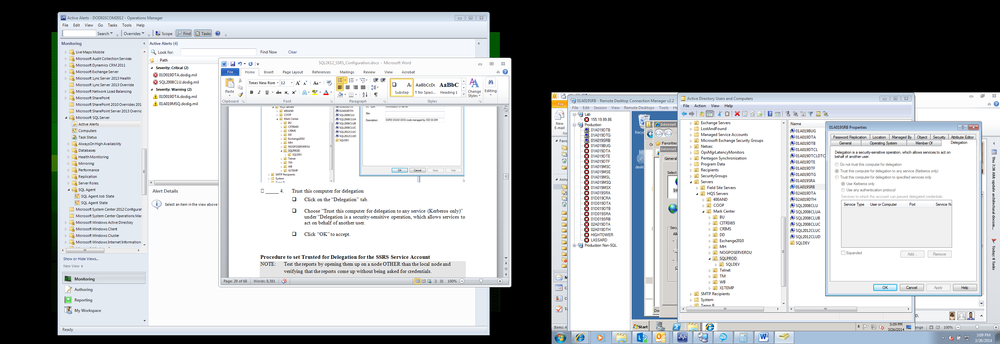 Active Alerts - DODIGSCOM2012 - Operations Manager
File Edit View Go Tasks Tools Help
Search Overrides Scope Find Tasks
Monitoring
Live Maps Mobile
Microsoft Audit Collection Services
Microsoft Dynamics CRM 2011
Microsoft Exchange Server
Microsoft Lync Server 2013 Health
Microsoft Lync Server 2013 Override
Microsoft Network Load Balancing
Microsoft SharePoint
Microsoft SharePoint 2010 Overrides 201
Microsoft SharePoint Server 2013 Overric
Microsoft SQL Server
Active Alerts
Computers
Task Status
AlwaysOn High Availability
Databases
Health Monitoring
Mirroring
Performance
Replication
Server Roles
SQL Agent
SQL Agent Job State
SQL Agent State
Microsoft System Center 2012 Configurat
Microsoft System Center Operations Mar
Microsoft Windows Active Directory
Microsoft Windows Client
Microsoft Windows Cluster
Microsoft Windows Internet Information
Show or Hide Views...
New View
Monitoring
Authoring
Reporting
My Workspace
Ready
Active Alerts (4)
Look for: Find Now Clear
Path
Severity: Critical (2)
01D019DTA.dodig.mil
SQL2008CLU.dodig.mil
Severity: Warning (2)
01D019DTA.dodig.mil
01A019MSQ.dodig.mil
Alert Details
Select an item in the view above
SQL2K12_SSRS_Configuration.docx - Microsoft Word
File Home Insert Page Layout References Mailings Review View Acrobat
Paste
Clipboard
Times New Rom 12
Font
Paragraph
AaBbCcDc AaBbC
Substep ¶ No Spaci... Heading 1
Styles
Change Styles
Editing
HQS Servers
400AND
COOP
Mark Center
BU
CITRIX65
CRIMS
DD
Exchange2010
MH
NOGPOSERVEROU
SQLPROD
SQLDEV
Telnet
TM
WB
X1TEMP
SMTP Recipients
System
02A019DTH
SQL2008CLU
SQL2008CLUA
SQL2008CLUB
SQL2008CLUC
SQL2012CLUC
SQL2012CLUD
SQLDEV
Site:
Description: SSRS\SSAS\SSIS node managed by ISD\SI-DM
OK Cancel Apply Help
4. Trust this computer for delegation
Click on the “Delegation” tab.
Choose “Trust this computer for delegation to any service (Kerberos only)”
under “Delegation is a security-sensitive operation, which allows services to
act on behalf of another user.
Click “OK” to accept.
Procedure to set Trusted for Delegation for the SSRS Service Account
NOTE: Test the reports by opening them up on a node OTHER than the local node and
verifying that the reports come up without being asked for credentials.
Page: 29 of 68 Words: 8,381 100%
File
New E-mail
Favo
Items: 4
01A019SRB - Remote Desktop Connection Manager v2.2
File Edit Session View Remote Desktops Tools He
Lab
155.19.99.86
Production
01A019DTB
01A019DTG
01A019SRB
01A019BUG
01A019DTA
01A019DTE
01A019DTF
01A019MSC
01A019MSE
01A019MSL
01A019MSQ
01A019MSX
01A019SRA
01D019CRA
01D019DTA
01D019DTB
01D019SRA
01D019SRB
02A019DTA
02A019DTH
HIGHTOWER
LASSARD
Production Non-SQL
Recyc
deskt
Internet
Favorites
Internet
General
Select
Start
3:09 PM
3/26/2014
Active Directory Users and Computers
File Action View Help
Exchange Servers
LostAndFound
Managed Service Accounts
Microsoft Exchange Security Groups
Netsec
OpsMgrLatencyMonitors
Pentagon Synchronization
Program Data
Recipients
SecurityGroups
Servers
Field Site Servers
HQS Servers
400AND
COOP
Mark Center
BU
CITRIX65
CRIMS
DD
Exchange2010
MH
NOGPOSERVEROU
SQLPROD
SQLDEV
Telnet
TM
WB
X1TEMP
SMTP Recipients
System
Temp B
Name
01A019BUG
01A019DTA
01A019DTB
01A019DTCL
01A019DTCLDTC
01A019DTE
01A019DTF
01A019DTG
01A019SRA
01A019SRB
02A019DTA
02A019DTH
SQL2008CLU
SQL2008CLUA
SQL2008CLUB
SQL2008CLUC
SQL2012CLUC
SQL2012CLUD
SQLDEV
01A019SRB Properties
Password Replication Location Managed By Object Security Attribute Editor
General Operating System Member Of Delegation
Delegation is a security-sensitive operation, which allows services to act on
behalf of another user.
Do not trust this computer for delegation
Trust this computer for delegation to any service (Kerberos only)
Trust this computer for delegation to specified services only
Use Kerberos only
Use any authentication protocol
Services to which this account can present delegated credentials:
Service Type User or Computer Port Service Na
Expanded Add... Remove
OK Cancel Apply Help
Thu 7:30 AM: update architectural docum...
Today: 0 Tasks
D.
ange 100%
3:09 PM
3/26/2014